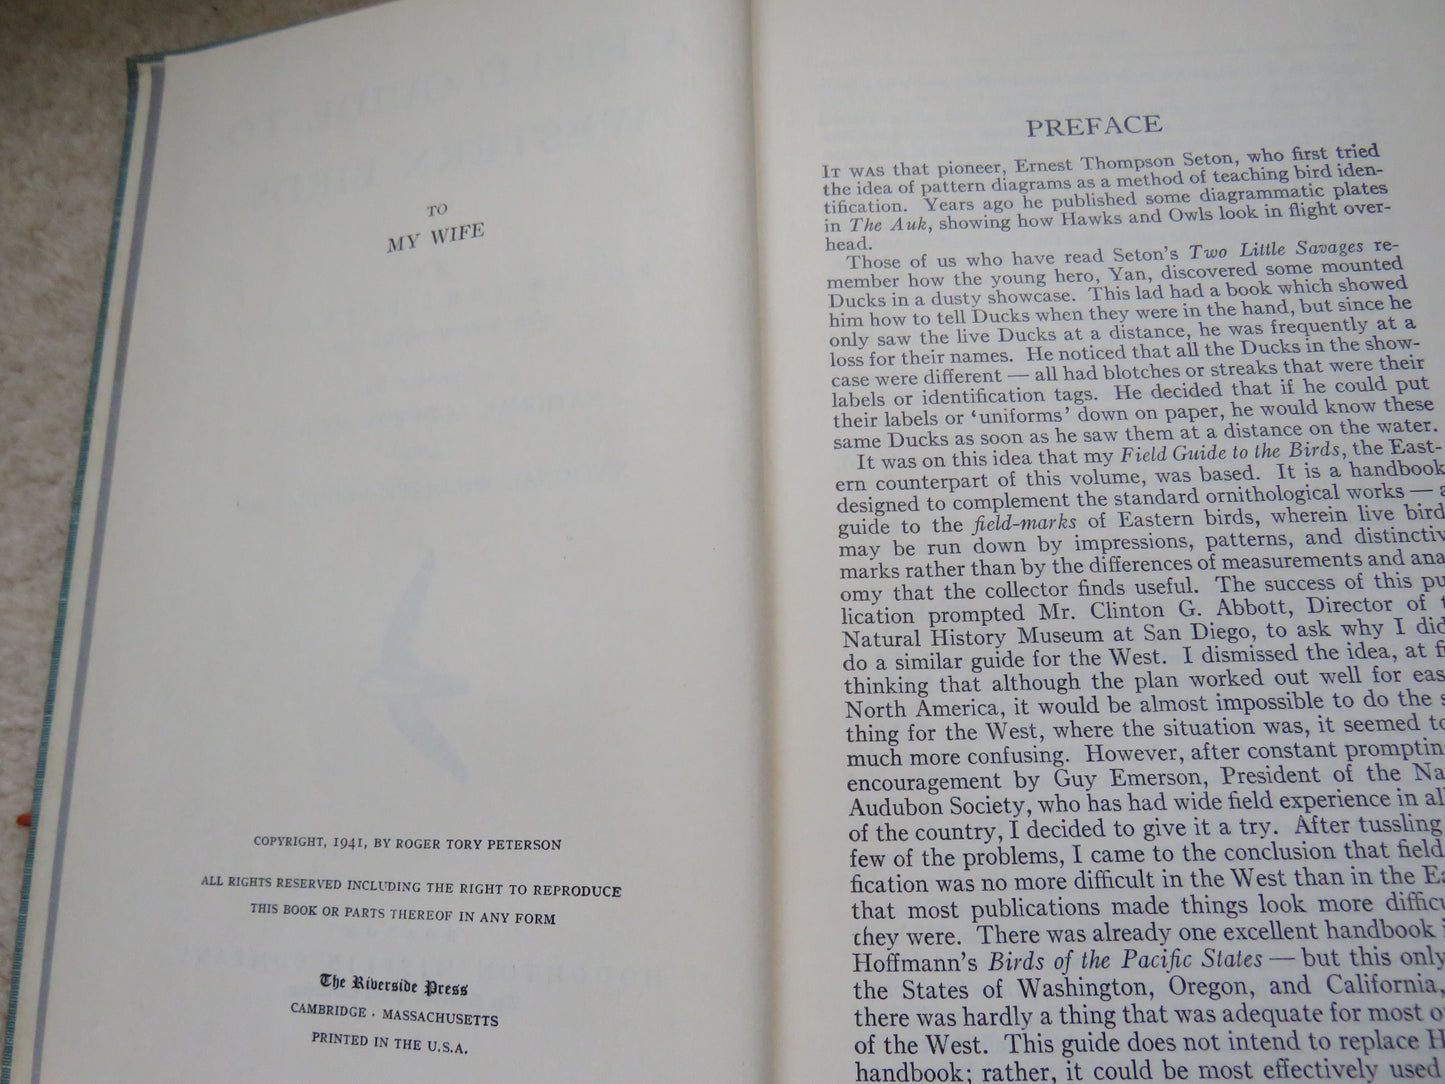 TO
MY WIFE
COPYRIGHT, 1941, BY ROGER TORY PETERSON
ALL RIGHTS RESERVED INCLUDING THE RIGHT TO REPRODUCE
THIS BOOK OR PARTS THEREOF IN ANY FORM
The Riverside Press
CAMBRIDGE · MASSACHUSETTS
PRINTED IN THE U.S.A.
PREFACE
IT WAS that pioneer, Ernest Thompson Seton, who first tried
the idea of pattern diagrams as a method of teaching bird iden-
tification. Years ago he published some diagrammatic plates
in The Auk, showing how Hawks and Owls look in flight over-
head.
Those of us who have read Seton's Two Little Savages re-
member how the young hero, Yan, discovered some mounted
Ducks in a dusty showcase. This lad had a book which showed
him how to tell Ducks when they were in the hand, but since he
only saw the live Ducks at a distance, he was frequently at a
loss for their names. He noticed that all the Ducks in the show-
case were different — all had blotches or streaks that were their
labels or identification tags. He decided that if he could put
their labels or 'uniforms' down on paper, he would know these
same Ducks as soon as he saw them at a distance on the water.
It was on this idea that my Field Guide to the Birds, the East-
ern counterpart of this volume, was based. It is a handbook
designed to complement the standard ornithological works — a
guide to the field-marks of Eastern birds, wherein live bird
may be run down by impressions, patterns, and distinctiv
marks rather than by the differences of measurements and ana
omy that the collector finds useful. The success of this pu
lication prompted Mr. Clinton G. Abbott, Director of t
Natural History Museum at San Diego, to ask why I did
do a similar guide for the West. I dismissed the idea, at fi
thinking that although the plan worked out well for eas
North America, it would be almost impossible to do the s
thing for the West, where the situation was, it seemed to
much more confusing. However, after constant promptin
encouragement by Guy Emerson, President of the Na
Audubon Society, who has had wide field experience in al
of the country, I decided to give it a try. After tussling
few of the problems, I came to the conclusion that field
fication was no more difficult in the West than in the Ea
that most publications made things look more difficu
they were. There was already one excellent handbook i
Hoffmann's Birds of the Pacific States — but this only
the States of Washington, Oregon, and California,
there was hardly a thing that was adequate for most o
of the West. This guide does not intend to replace H
handbook; rather, it could be most effectively used